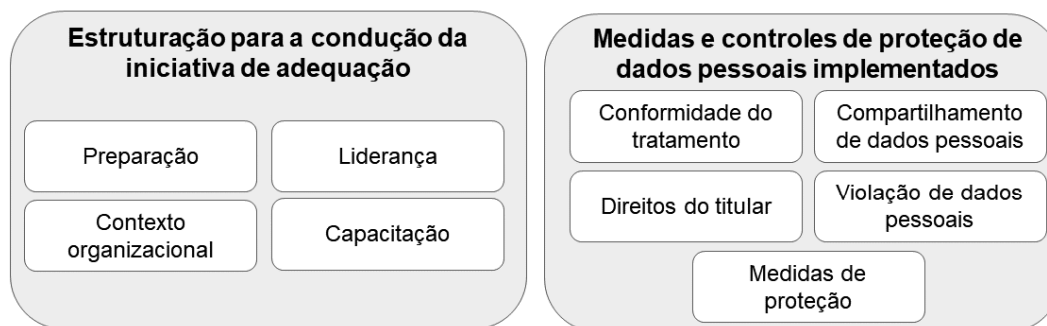 Estruturação para a condução da
iniciativa de adequação
Preparação
Liderança
Contexto
organizacional
Capacitação
Medidas e controles de proteção de
dados pessoais implementados
Conformidade do
tratamento
Compartilhamento
de dados pessoais
Direitos do titular
Violação de dados
pessoais
Medidas de
proteção